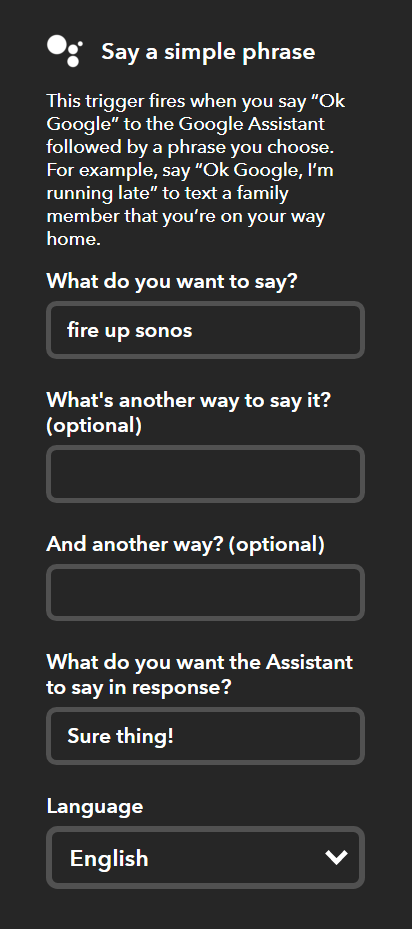 Say a simple phrase
This trigger fires when you say “Ok
Google” to the Google Assistant
followed by a phrase you choose.
For example, say “Ok Google, I’m
running late” to text a family
member that you’re on your way
home.
What do you want to say?
fire up sonos
What's another way to say it?
(optional)
And another way? (optional)
What do you want the Assistant
to say in response?
Sure thing!
Language
English